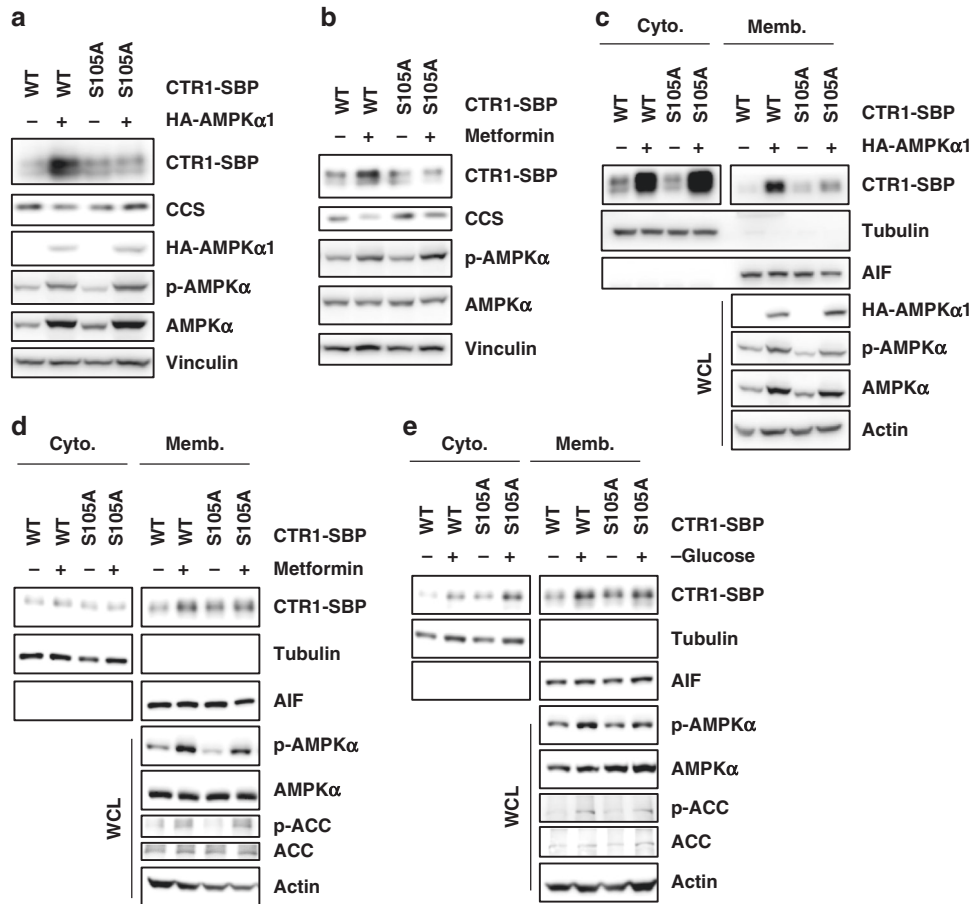 a
WT WT S105A S105A CTR1-SBP
– + – + HA-AMPKα1
CTR1-SBP
CCS
HA-AMPKα1
p-AMPKα
AMPKα
Vinculin
b
WT WT S105A S105A CTR1-SBP
– + – + Metformin
CTR1-SBP
CCS
p-AMPKα
AMPKα
Vinculin
c
Cyto. Memb.
WT WT S105A S105A WT WT S105A S105A CTR1-SBP
– + – + – + – + HA-AMPKα1
CTR1-SBP
Tubulin
AIF
WCL
HA-AMPKα1
p-AMPKα
AMPKα
Actin
d
Cyto. Memb.
WT WT S105A S105A WT WT S105A S105A CTR1-SBP
– + – + – + – + Metformin
CTR1-SBP
Tubulin
AIF
WCL
p-AMPKα
AMPKα
p-ACC
ACC
Actin
e
Cyto. Memb.
WT WT S105A S105A WT WT S105A S105A CTR1-SBP
– + – + – + – + –Glucose
CTR1-SBP
Tubulin
AIF
WCL
p-AMPKα
AMPKα
p-ACC
ACC
Actin